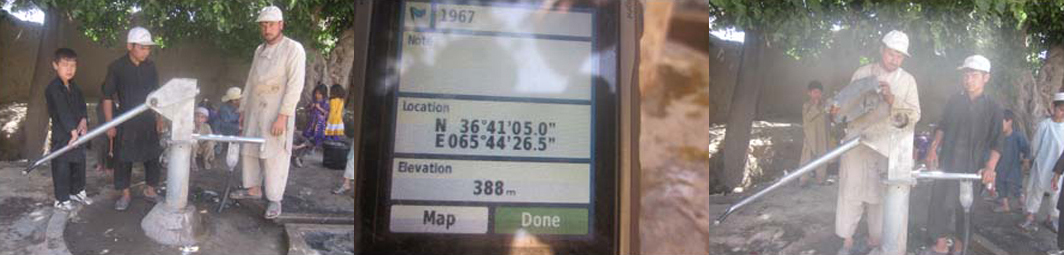 1967
Note
Location
N 36°41'05.0"
E 065°44'26.5"
Elevation
388 m
Map Done